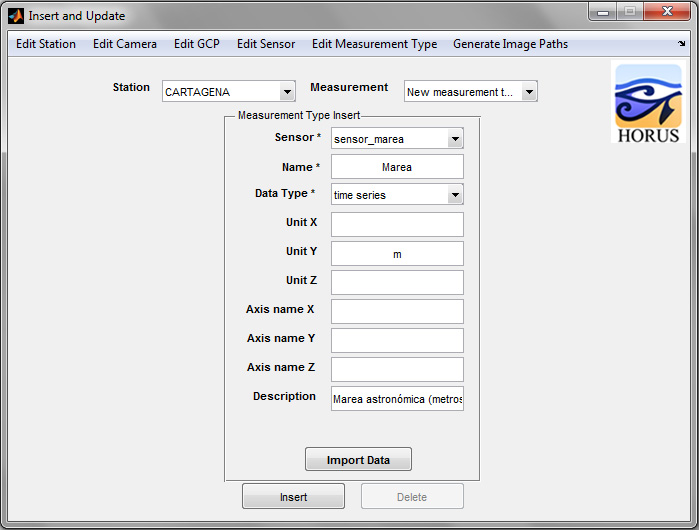 Insert and Update
Edit Station Edit Camera Edit GCP Edit Sensor Edit Measurement Type Generate Image Paths
Station CARTAGENA Measurement New measurement t...
HORUS
Measurement Type Insert
Sensor * sensor_marea
Name * Marea
Data Type * time series
Unit X
Unit Y m
Unit Z
Axis name X
Axis name Y
Axis name Z
Description Marea astronómica (metros
Import Data
Insert Delete